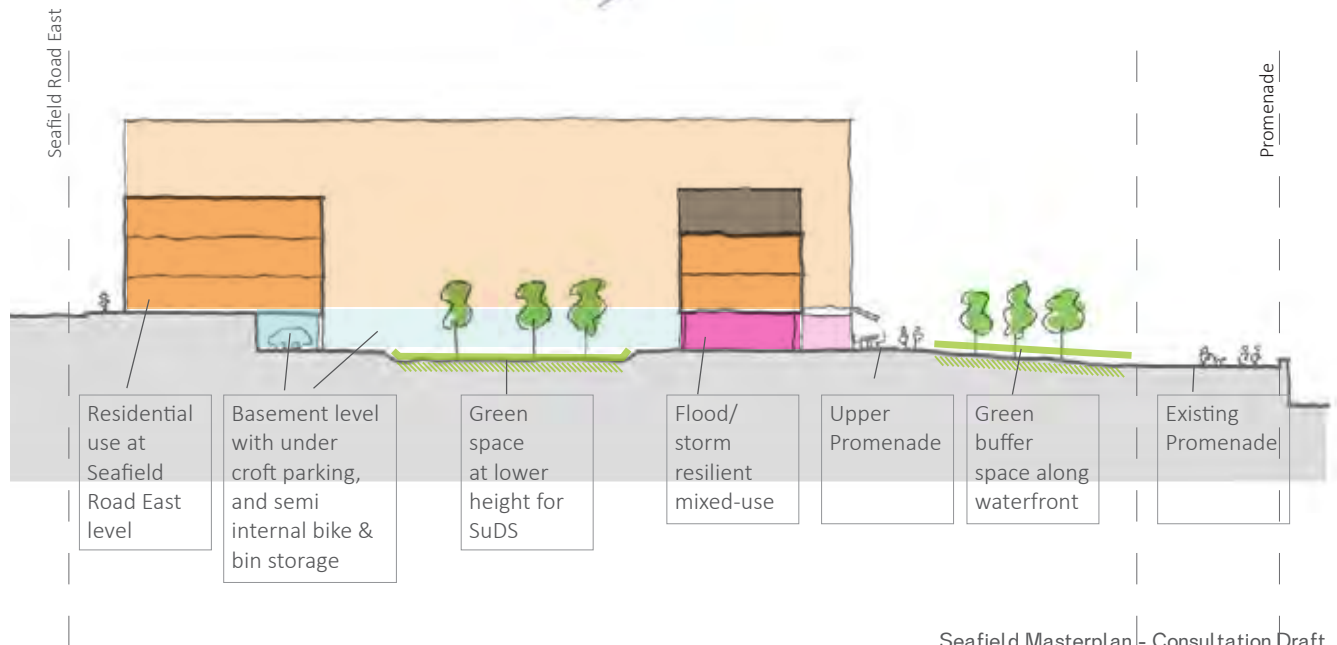 Seafield Road East
Promenade
Residential
use at
Seafield
Road East
level
Basement level
with under
croft parking,
and semi
internal bike &
bin storage
Green
space
at lower
height for
SuDS
Flood/
storm
resilient
mixed-use
Upper
Promenade
Green
buffer
space along
waterfront
Existing
Promenade
Seafield Masterplan - Consultation Draft